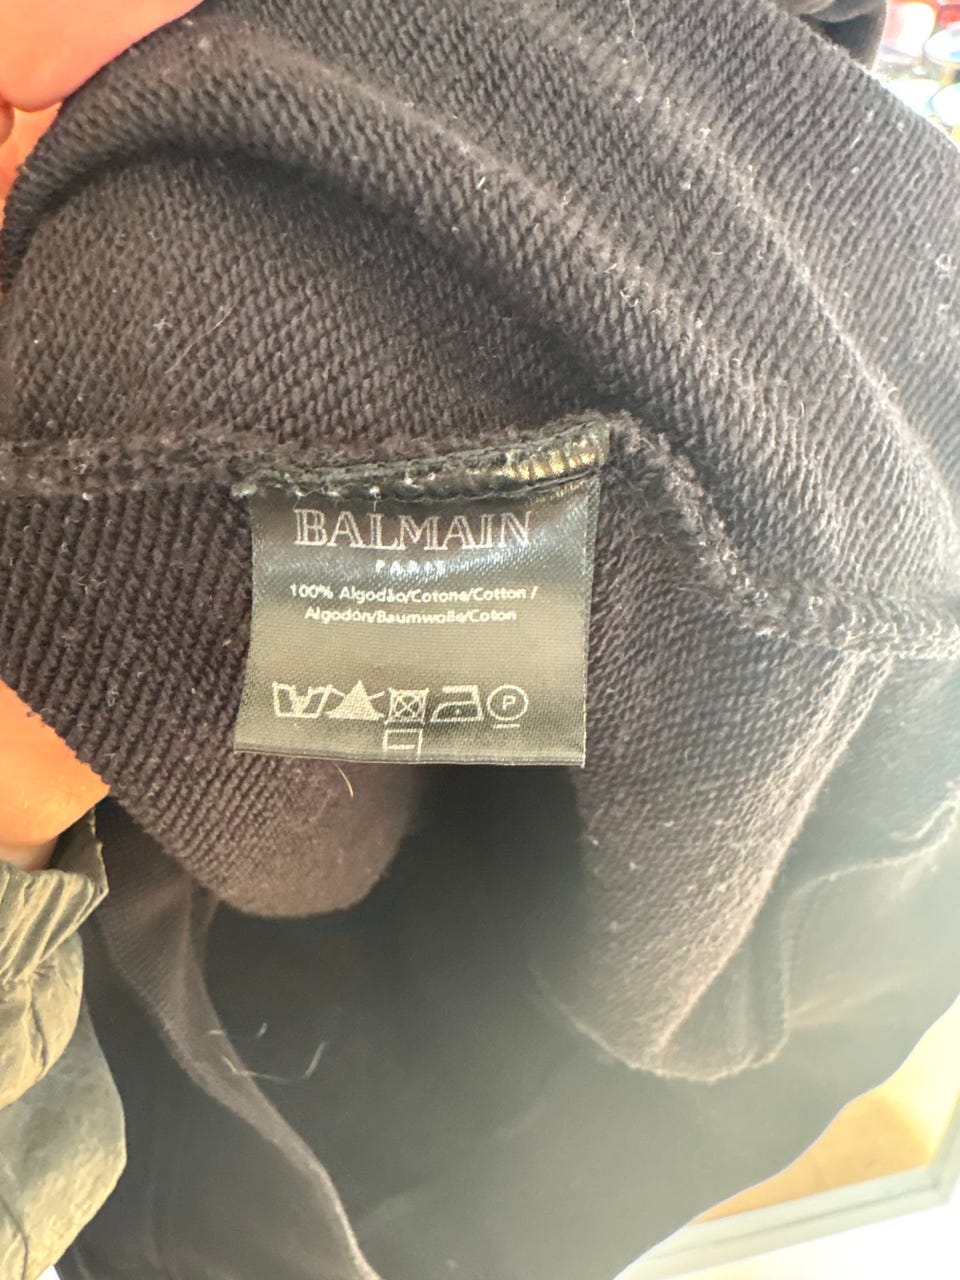 BALMAIN
PARIS
100% Algodão/Cotone/Cotton /
Algodón/Baumwolle/Coton
P